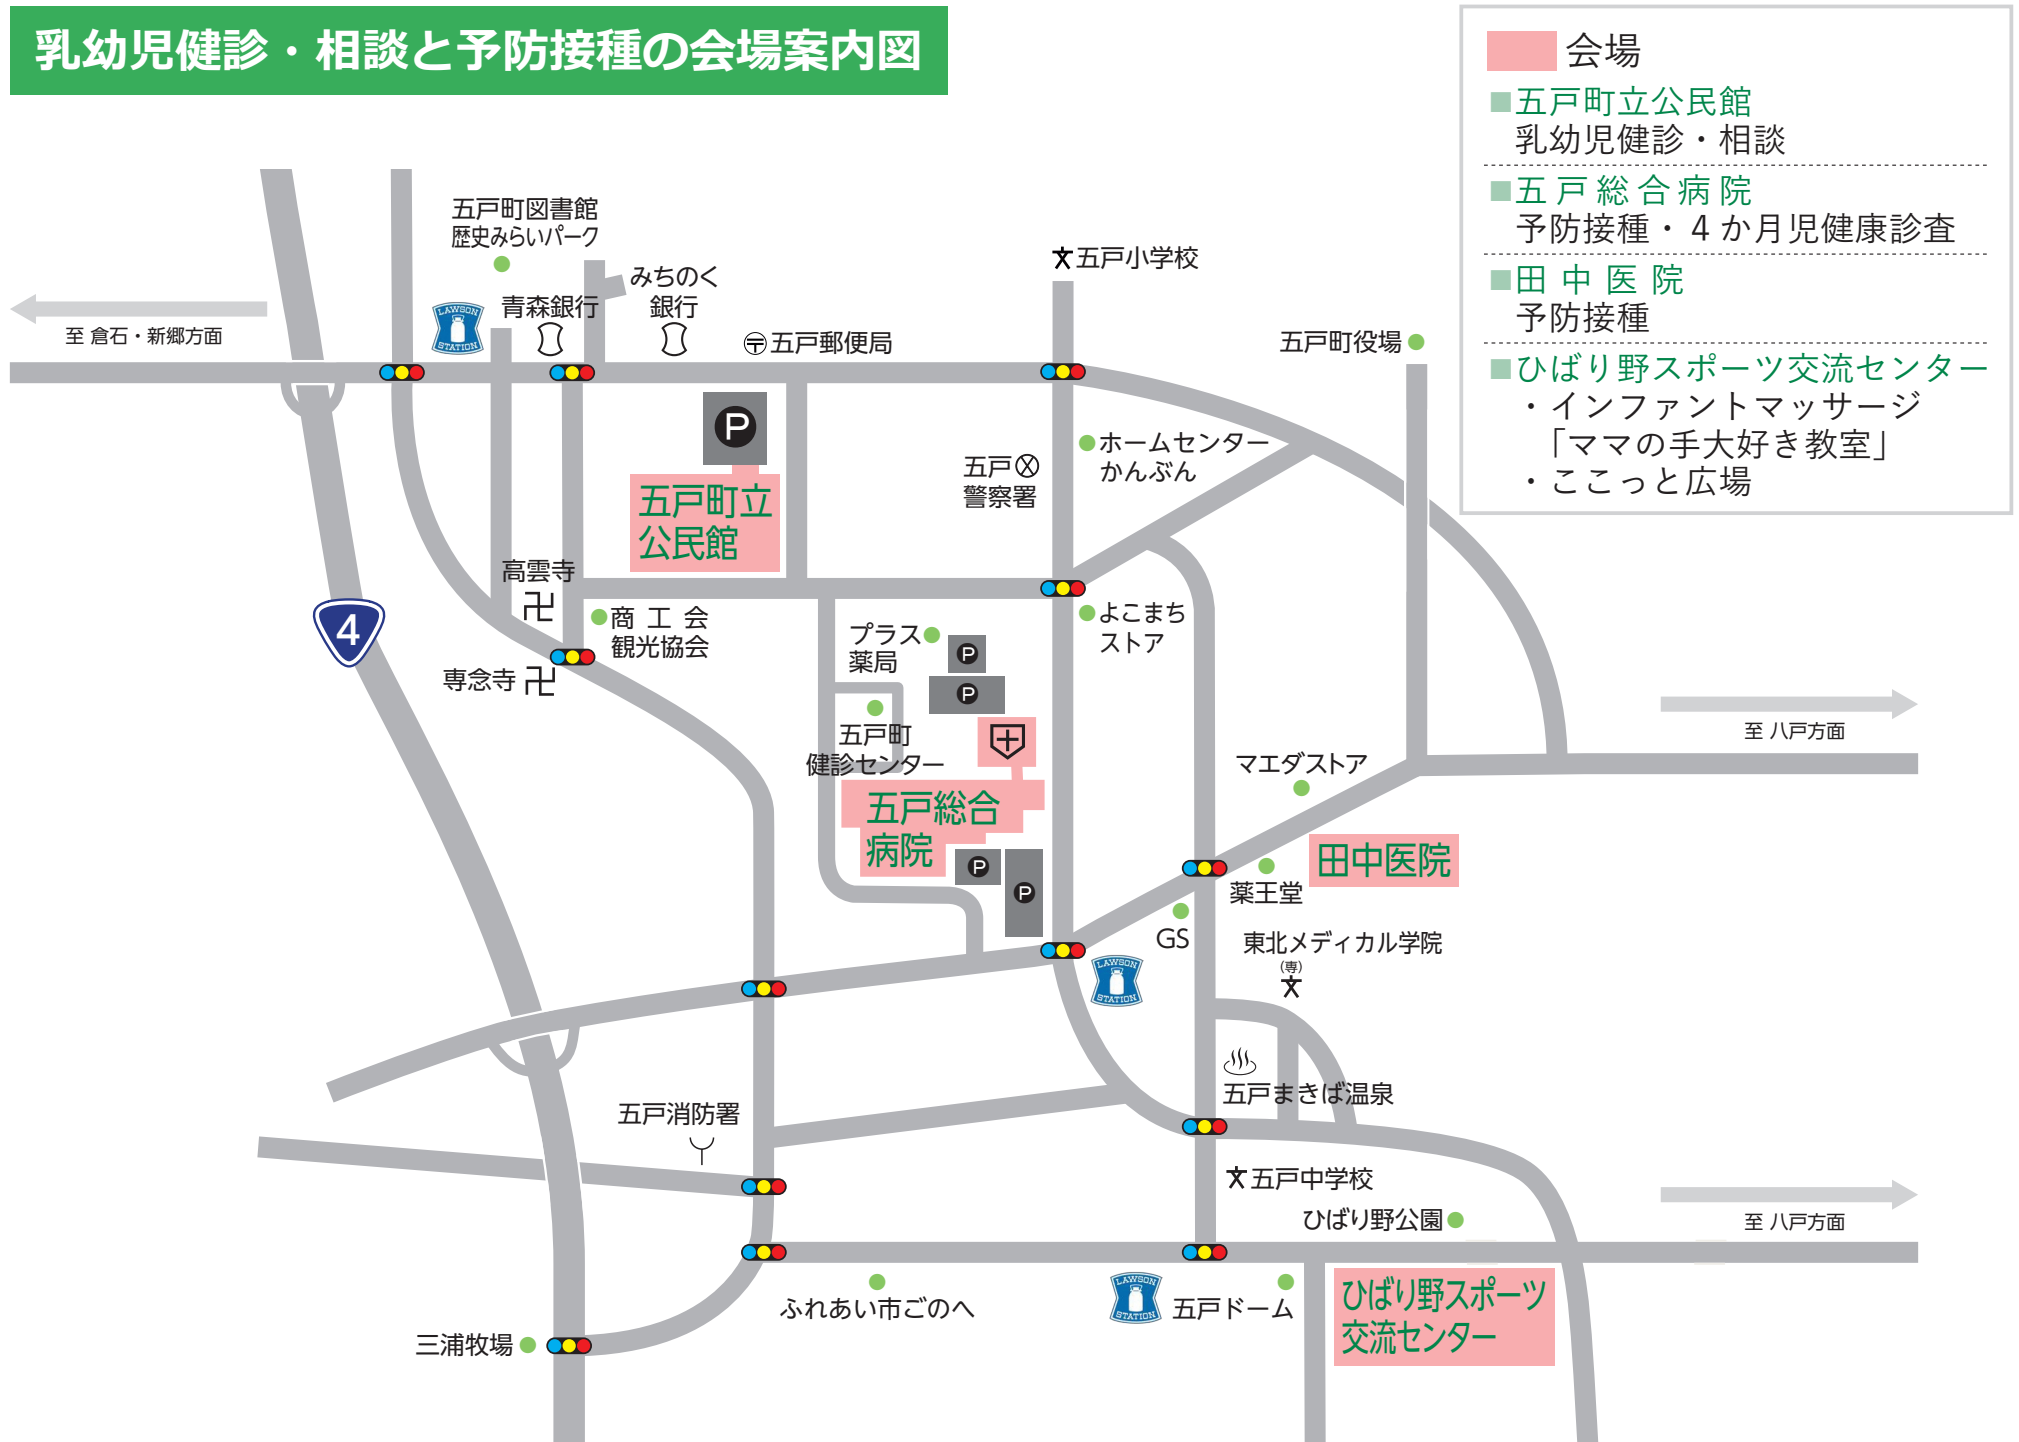 乳幼児健診・相談と予防接種の会場案内図
会場
■五戸町立公民館
乳幼児健診・相談
■五戸総合病院
予防接種・4か月児健康診査
■田中医院
予防接種
■ひばり野スポーツ交流センター
・インファントマッサージ
「ママの手大好き教室」
・ここっと広場
五戸町図書館
歴史みらいパーク
至 倉石・新郷方面
LAWSON
STATION
青森銀行
みちのく
銀行
〒五戸郵便局
文五戸小学校
五戸町役場
P
五戸町立
公民館
五戸
警察署
ホームセンター
かんぶん
高雲寺
卍
商工会
観光協会
専念寺 卍
4
プラス
薬局
P
P
よこまち
ストア
五戸町
健診センター
五戸総合
病院
P
P
マエダストア
至 八戸方面
田中医院
薬王堂
GS
LAWSON
STATION
東北メディカル学院
(専)
文
五戸まきば温泉
五戸消防署
文五戸中学校
ひばり野公園
至 八戸方面
ふれあい市ごのへ
LAWSON
STATION
五戸ドーム
ひばり野スポーツ
交流センター
三浦牧場